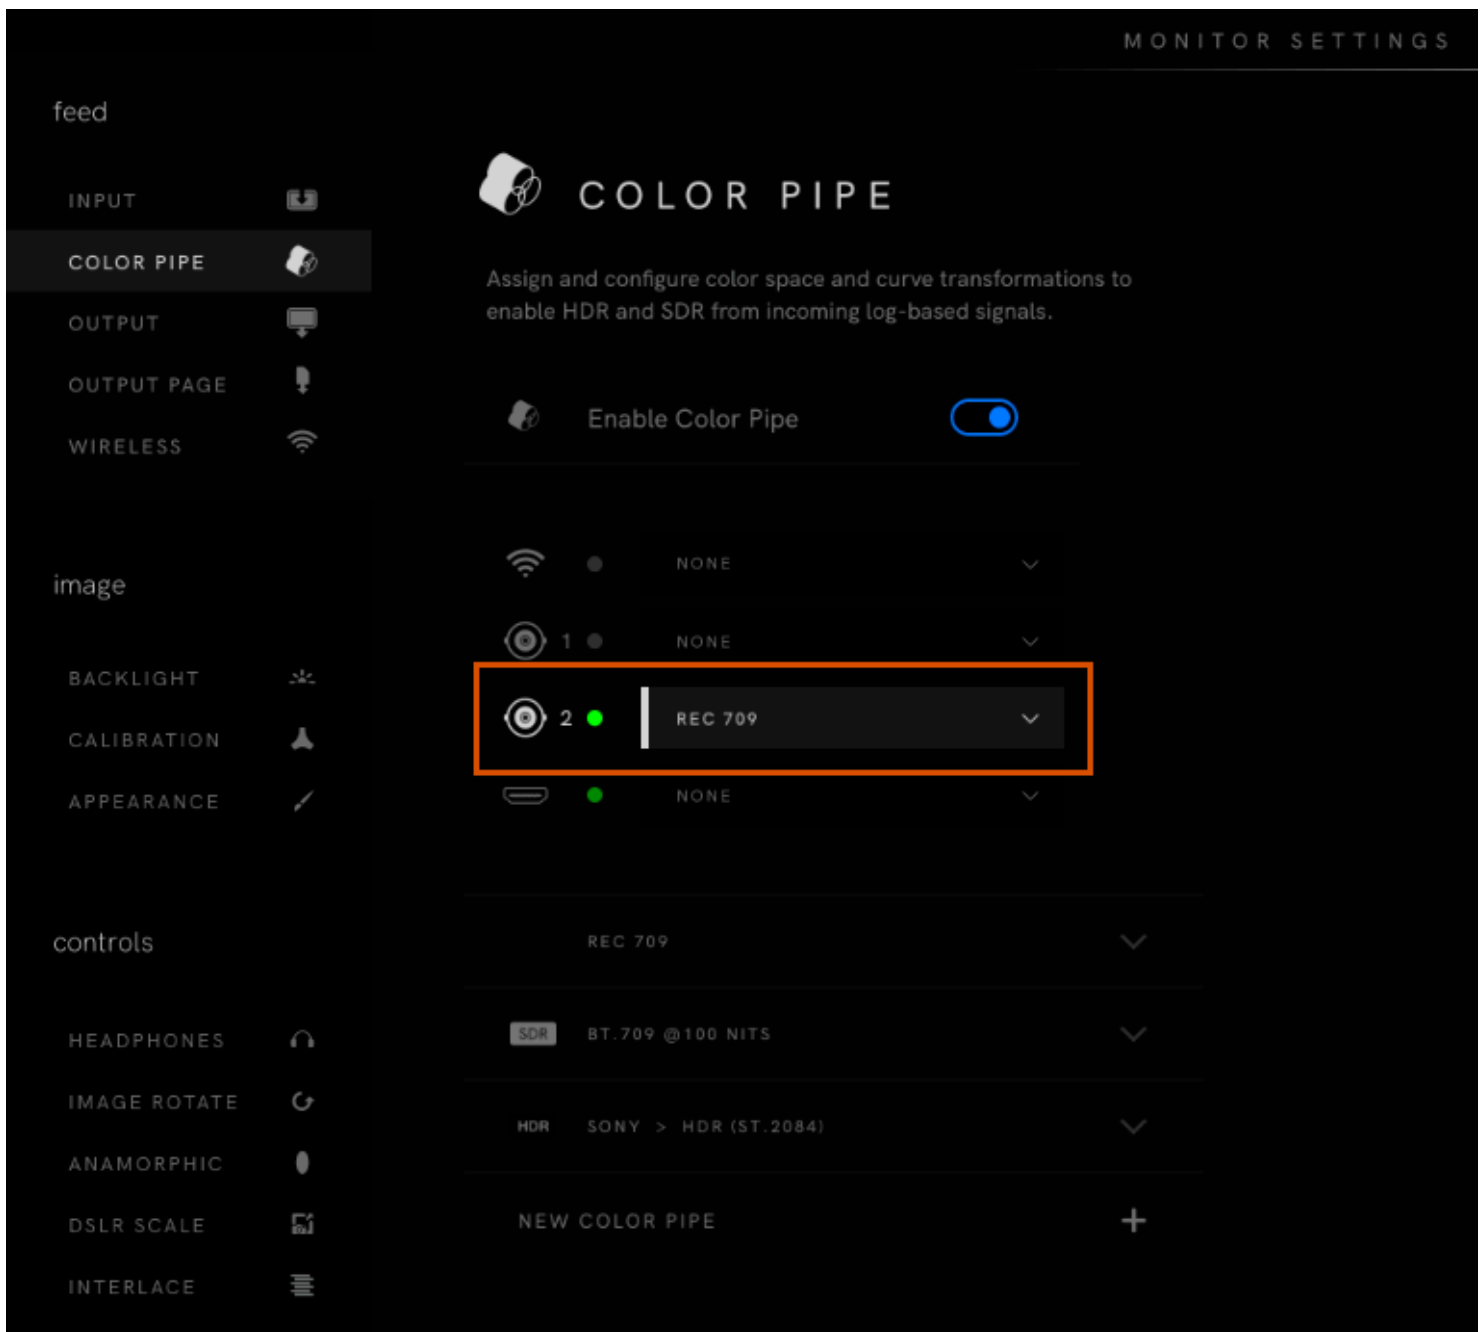 MONITOR SETTINGS
feed
INPUT
COLOR PIPE
OUTPUT
OUTPUT PAGE
WIRELESS
image
BACKLIGHT
CALIBRATION
APPEARANCE
controls
HEADPHONES
IMAGE ROTATE
ANAMORPHIC
DSLR SCALE
INTERLACE
COLOR PIPE
Assign and configure color space and curve transformations to
enable HDR and SDR from incoming log-based signals.
Enable Color Pipe
NONE
1 NONE
2 REC 709
NONE
REC 709
SDR BT.709 @100 NITS
HDR SONY > HDR (ST.2084)
NEW COLOR PIPE +